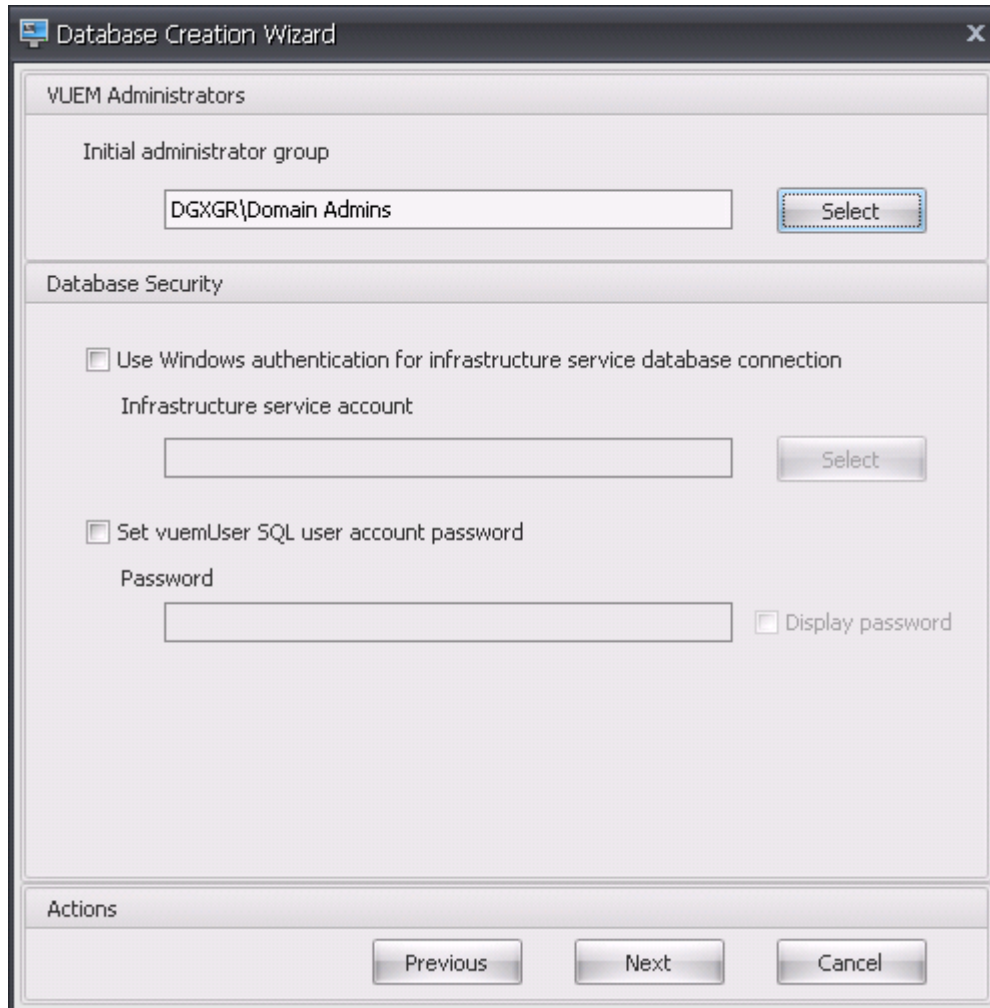 Database Creation Wizard
VUEM Administrators
Initial administrator group
DGXGR\Domain Admins
Select
Database Security
Use Windows authentication for infrastructure service database connection
Infrastructure service account
Select
Set vuemUser SQL user account password
Password
Display password
Actions
Previous
Next
Cancel